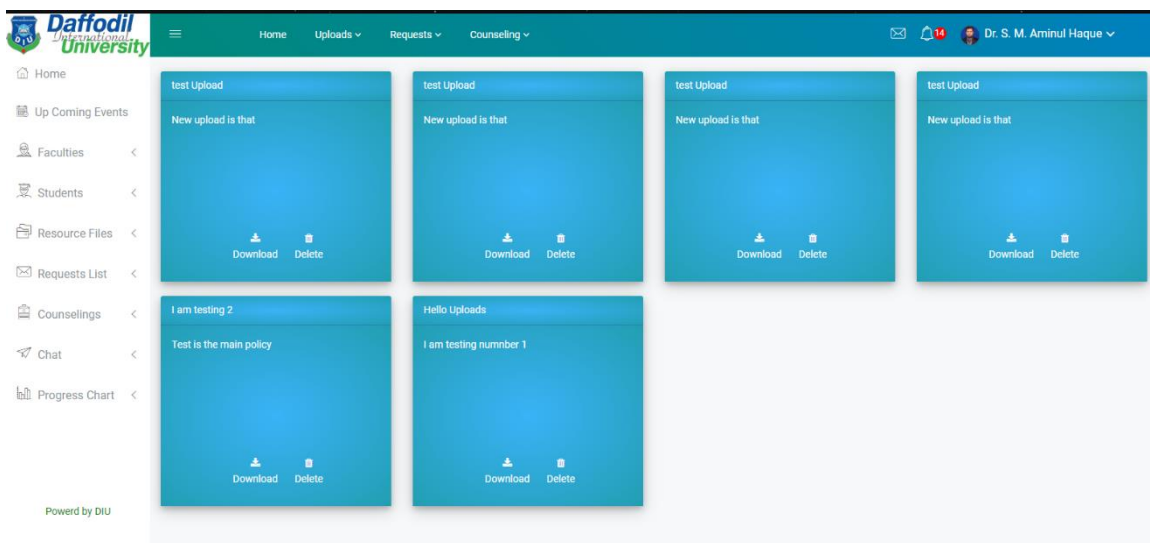 Daffodil
International
University
Home Uploads Requests Counseling
14 Dr. S. M. Aminul Haque
Home
Up Coming Events
Faculties
Students
Resource Files
Requests List
Counselings
Chat
Progress Chart
Powerd by DIU
test Upload
New upload is that
Download Delete
test Upload
New upload is that
Download Delete
test Upload
New upload is that
Download Delete
test Upload
New upload is that
Download Delete
I am testing 2
Test is the main policy
Download Delete
Hello Uploads
I am testing numnber 1
Download Delete